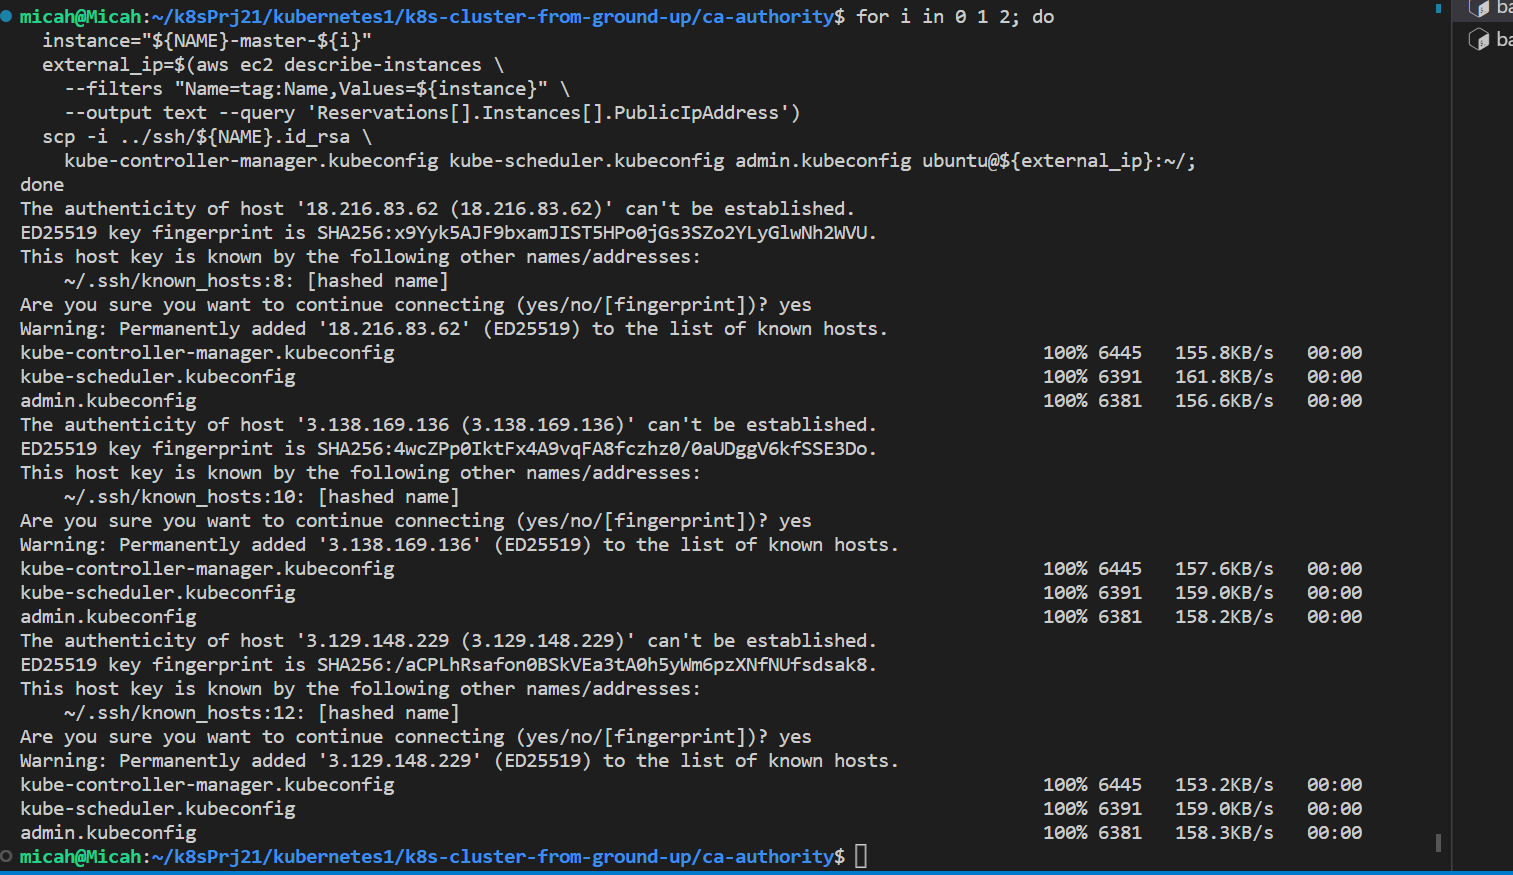 micah@Micah:~/k8sPrj21/kubernetes1/k8s-cluster-from-ground-up/ca-authority$ for i in 0 1 2; do
  instance="${NAME}-master-${i}"
  external_ip=$(aws ec2 describe-instances \
    --filters "Name=tag:Name,Values=${instance}" \
    --output text --query 'Reservations[].Instances[].PublicIpAddress')
  scp -i ../ssh/${NAME}.id_rsa \
    kube-controller-manager.kubeconfig kube-scheduler.kubeconfig admin.kubeconfig ubuntu@${external_ip}:~/;
done
The authenticity of host '18.216.83.62 (18.216.83.62)' can't be established.
ED25519 key fingerprint is SHA256:x9Yyk5AJF9bxamJIST5HPo0jGs3SZo2YLyGlwNh2WVU.
This host key is known by the following other names/addresses:
    ~/.ssh/known_hosts:8: [hashed name]
Are you sure you want to continue connecting (yes/no/[fingerprint])? yes
Warning: Permanently added '18.216.83.62' (ED25519) to the list of known hosts.
kube-controller-manager.kubeconfig 100% 6445 155.8KB/s 00:00
kube-scheduler.kubeconfig 100% 6391 161.8KB/s 00:00
admin.kubeconfig 100% 6381 156.6KB/s 00:00
The authenticity of host '3.138.169.136 (3.138.169.136)' can't be established.
ED25519 key fingerprint is SHA256:4wcZPp0IktFx4A9vqFA8fczhz0/0aUDggV6kfSSE3Do.
This host key is known by the following other names/addresses:
    ~/.ssh/known_hosts:10: [hashed name]
Are you sure you want to continue connecting (yes/no/[fingerprint])? yes
Warning: Permanently added '3.138.169.136' (ED25519) to the list of known hosts.
kube-controller-manager.kubeconfig 100% 6445 157.6KB/s 00:00
kube-scheduler.kubeconfig 100% 6391 159.0KB/s 00:00
admin.kubeconfig 100% 6381 158.2KB/s 00:00
The authenticity of host '3.129.148.229 (3.129.148.229)' can't be established.
ED25519 key fingerprint is SHA256:/aCPLhRsafon0BSkVEa3tA0h5yWm6pzXNfNUfsdsak8.
This host key is known by the following other names/addresses:
    ~/.ssh/known_hosts:12: [hashed name]
Are you sure you want to continue connecting (yes/no/[fingerprint])? yes
Warning: Permanently added '3.129.148.229' (ED25519) to the list of known hosts.
kube-controller-manager.kubeconfig 100% 6445 153.2KB/s 00:00
kube-scheduler.kubeconfig 100% 6391 159.0KB/s 00:00
admin.kubeconfig 100% 6381 158.3KB/s 00:00
micah@Micah:~/k8sPrj21/kubernetes1/k8s-cluster-from-ground-up/ca-authority$
ba
ba